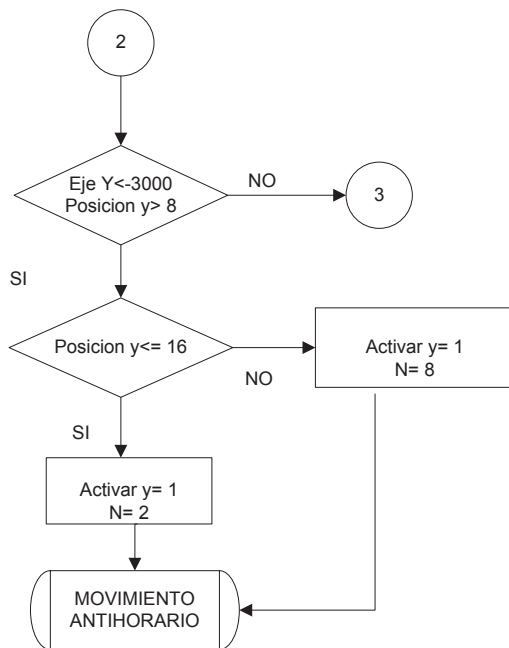 2
Eje Y<-3000
Posicion y> 8
NO
3
SI
Posicion y<= 16
NO
Activar y= 1
N= 8
SI
Activar y= 1
N= 2
MOVIMIENTO
ANTIHORARIO